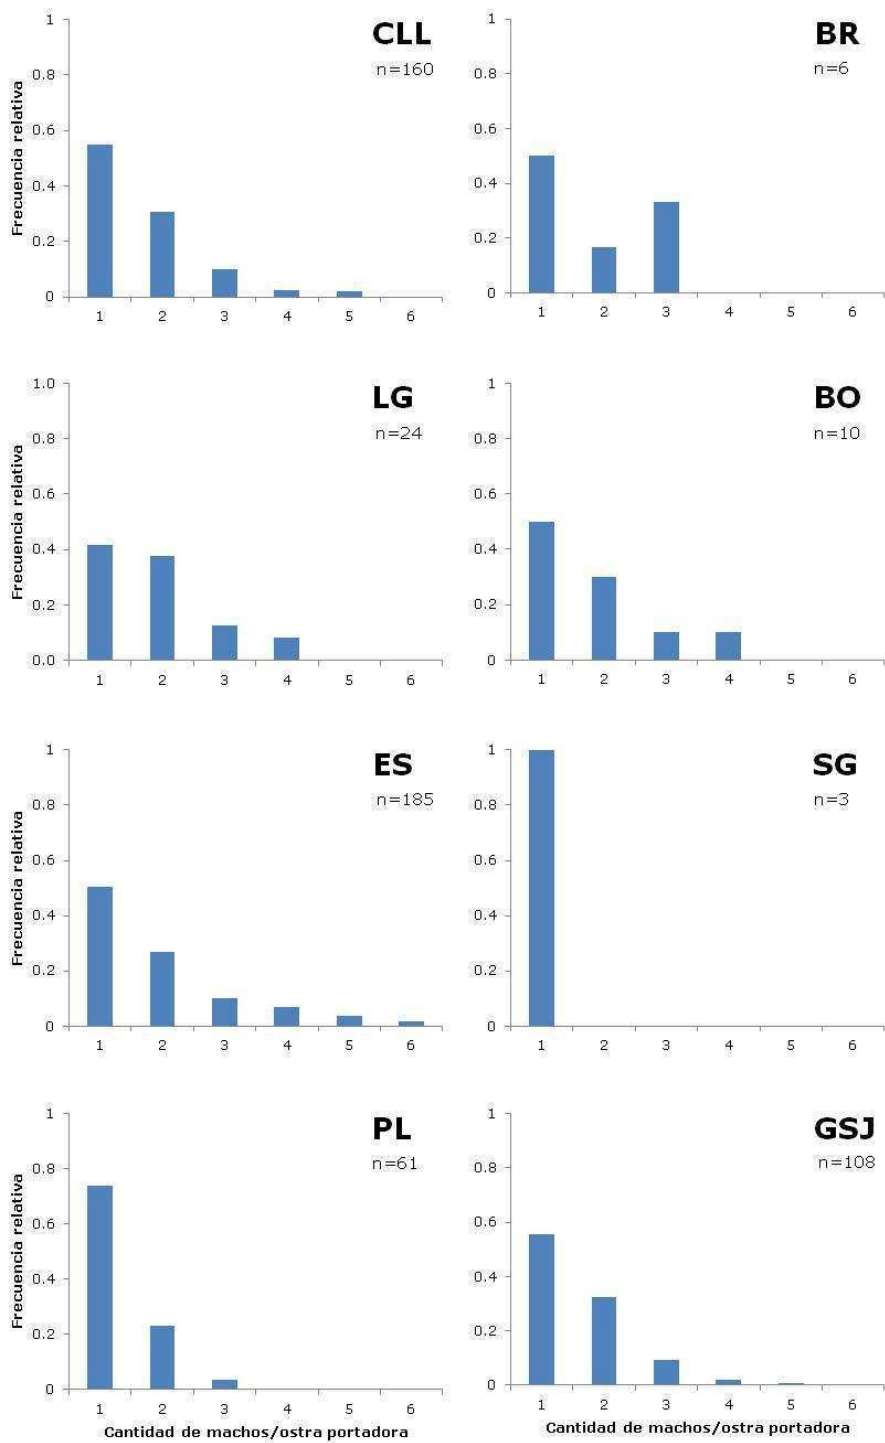 CLL
n=160
Frecuencia relativa
1
0.8
0.6
0.4
0.2
0
1 2 3 4 5 6
BR
n=6
1
0.8
0.6
0.4
0.2
0
1 2 3 4 5 6
LG
n=24
Frecuencia relativa
1.0
0.8
0.6
0.4
0.2
0.0
1 2 3 4 5 6
BO
n=10
1
0.8
0.6
0.4
0.2
0
1 2 3 4 5 6
ES
n=185
Frecuencia relativa
1
0.8
0.6
0.4
0.2
0
1 2 3 4 5 6
SG
n=3
1
0.8
0.6
0.4
0.2
0
1 2 3 4 5 6
PL
n=61
Frecuencia relativa
1
0.8
0.6
0.4
0.2
0
1 2 3 4 5 6
Cantidad de machos/ostra portadora
GSJ
n=108
1
0.8
0.6
0.4
0.2
0
1 2 3 4 5 6
Cantidad de machos/ostra portadora